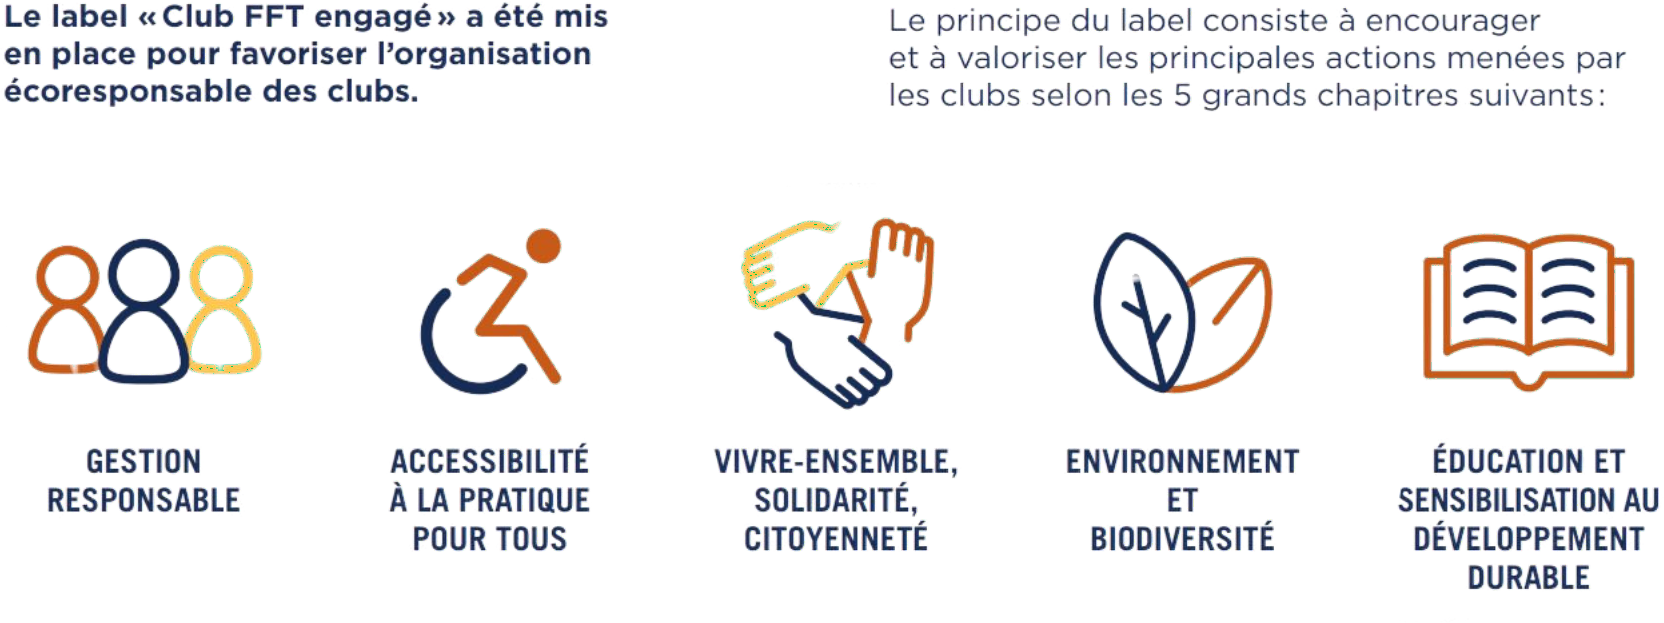 Le label « Club FFT engagé » a été mis
en place pour favoriser l’organisation
écoresponsable des clubs.
Le principe du label consiste à encourager
et à valoriser les principales actions menées par
les clubs selon les 5 grands chapitres suivants :
GESTION
RESPONSABLE
ACCESSIBILITÉ
À LA PRATIQUE
POUR TOUS
VIVRE-ENSEMBLE,
SOLIDARITÉ,
CITOYENNETÉ
ENVIRONNEMENT
ET
BIODIVERSITÉ
ÉDUCATION ET
SENSIBILISATION AU
DÉVELOPPEMENT
DURABLE